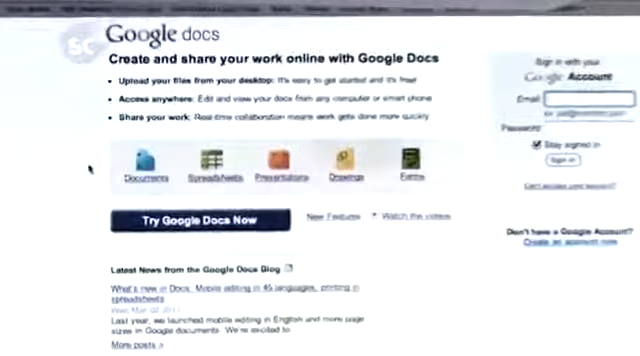 SC
Google docs
Create and share your work online with Google Docs
Upload your files from your desktop: It's easy to get started and it's free
Access anywhere: Edit and view your docs from any computer or smart phone
Share your work: Real-time collaboration means work gets done more quickly
Documents Spreadsheets Presentations Drawings Forms
Try Google Docs Now New Features Watch the videos
Latest News from the Google Docs Blog
What's new in Docs: Mobile editing in 45 languages, printing in
spreadsheets
Wed Mar 02
Last year, we launched mobile editing in English and more page
sizes in Google documents. We're excited to
More posts »
Sign in with your
Google Account
Email:
Password:
Stay signed in
Sign in
Can't access your account?
Don't have a Google Account?
Create an account now